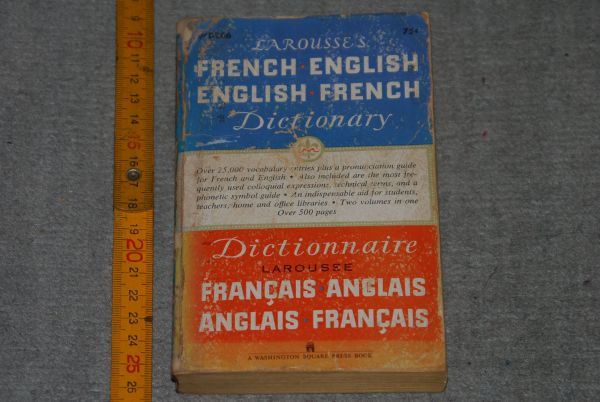 75¢
LAROUSSE'S
FRENCH·ENGLISH
ENGLISH·FRENCH
Dictionary
Over 25,000 vocabulary entries plus a pronunciation guide
for French and English • Also included are the most fre-
quently used colloquial expressions, technical terms, and a
phonetic symbol guide • An indispensable aid for students,
teachers, home and office libraries • Two volumes in one
Over 500 pages
Dictionnaire
LAROUSSE
FRANÇAIS·ANGLAIS
ANGLAIS·FRANÇAIS
A WASHINGTON SQUARE PRESS BOOK
10
11
12
13
14
15
16
18
19
20
21
22
23
24
25
26